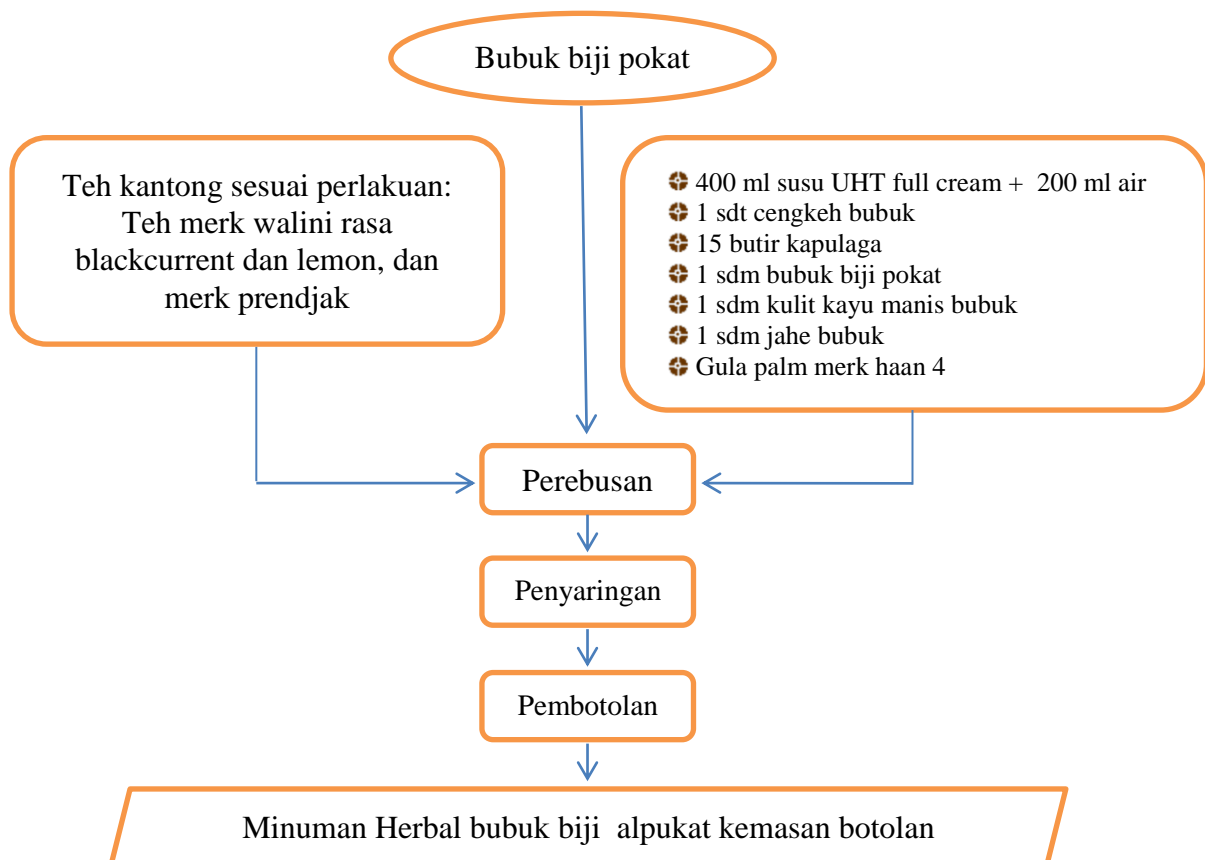 Bubuk biji pokat
Teh kantong sesuai perlakuan:
Teh merk walini rasa
blackcurrent dan lemon, dan
merk prendjak
400 ml susu UHT full cream + 200 ml air
1 sdt cengkeh bubuk
15 butir kapulaga
1 sdm bubuk biji pokat
1 sdm kulit kayu manis bubuk
1 sdm jahe bubuk
Gula palm merk haan 4
Perebusan
Penyaringan
Pembotolan
Minuman Herbal bubuk biji alpukat kemasan botolan